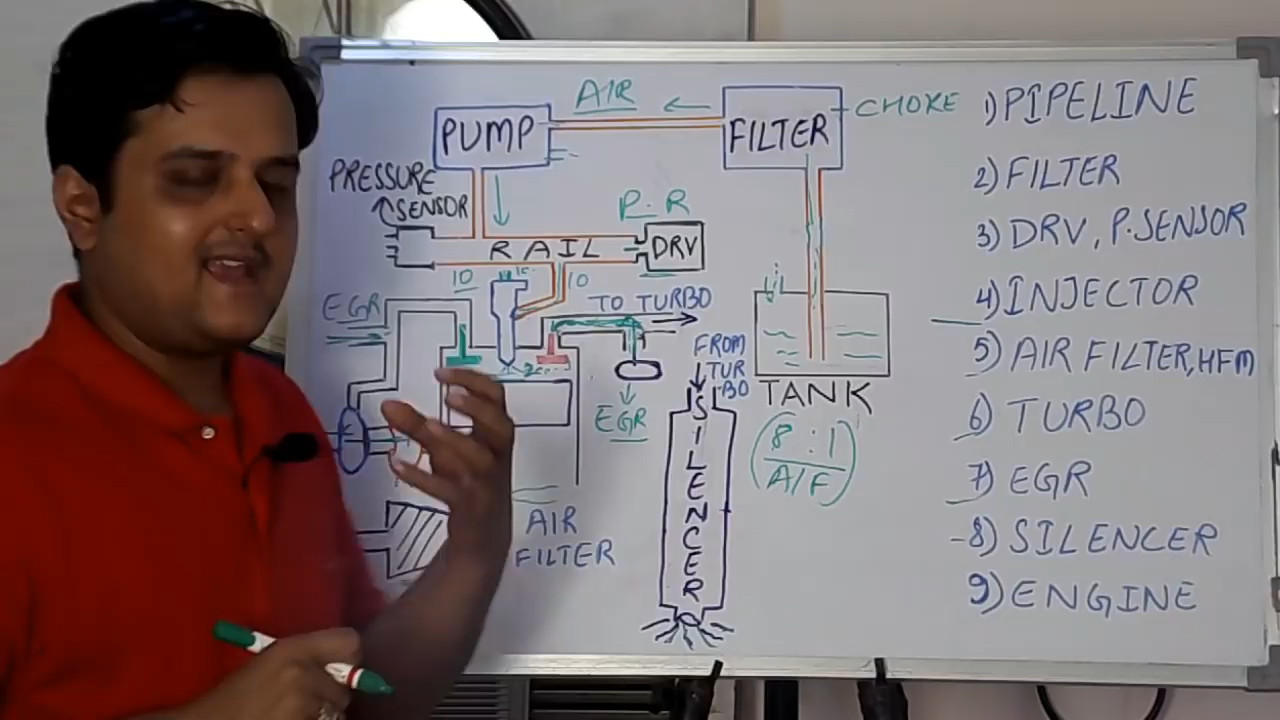 AIR
PUMP
FILTER
CHOKE
PRESSURE
SENSOR
P.R
RAIL
DRV
10
10
EGR
TO TURBO
FROM
TUR
BO
TANK
EGR
8:1
A/F
SILENCER
AIR
FILTER
1) PIPELINE
2) FILTER
3) DRV, P.SENSOR
4) INJECTOR
5) AIR FILTER, HFM
6) TURBO
7) EGR
8) SILENCER
9) ENGINE